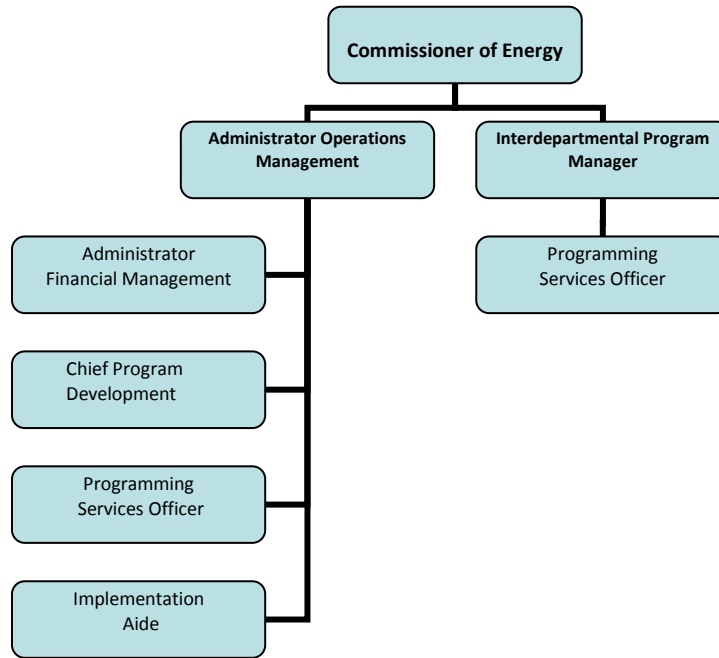 Commissioner of Energy
Administrator Operations
Management
Interdepartmental Program
Manager
Administrator
Financial Management
Programming
Services Officer
Chief Program
Development
Programming
Services Officer
Implementation
Aide